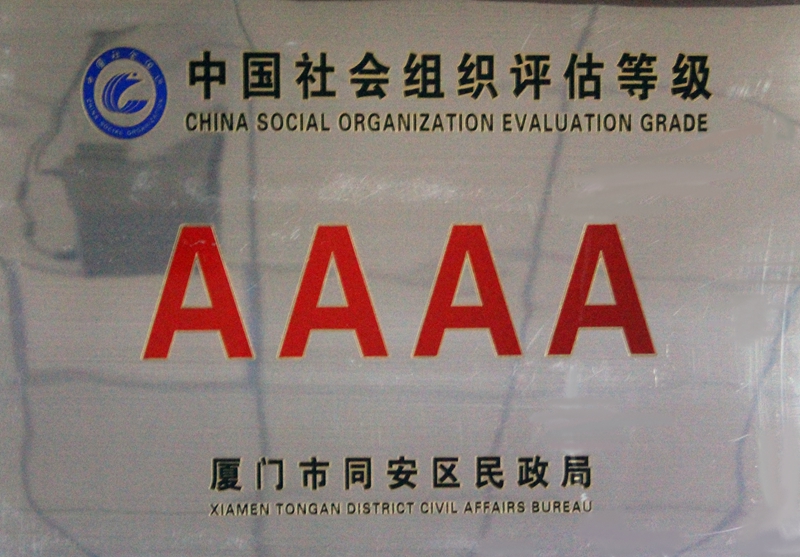 中国社会组织评估等级
CHINA SOCIAL ORGANIZATION EVALUATION GRADE
AAAA
厦门市同安区民政局
XIAMEN TONGAN DISTRICT CIVIL AFFAIRS BUREAU